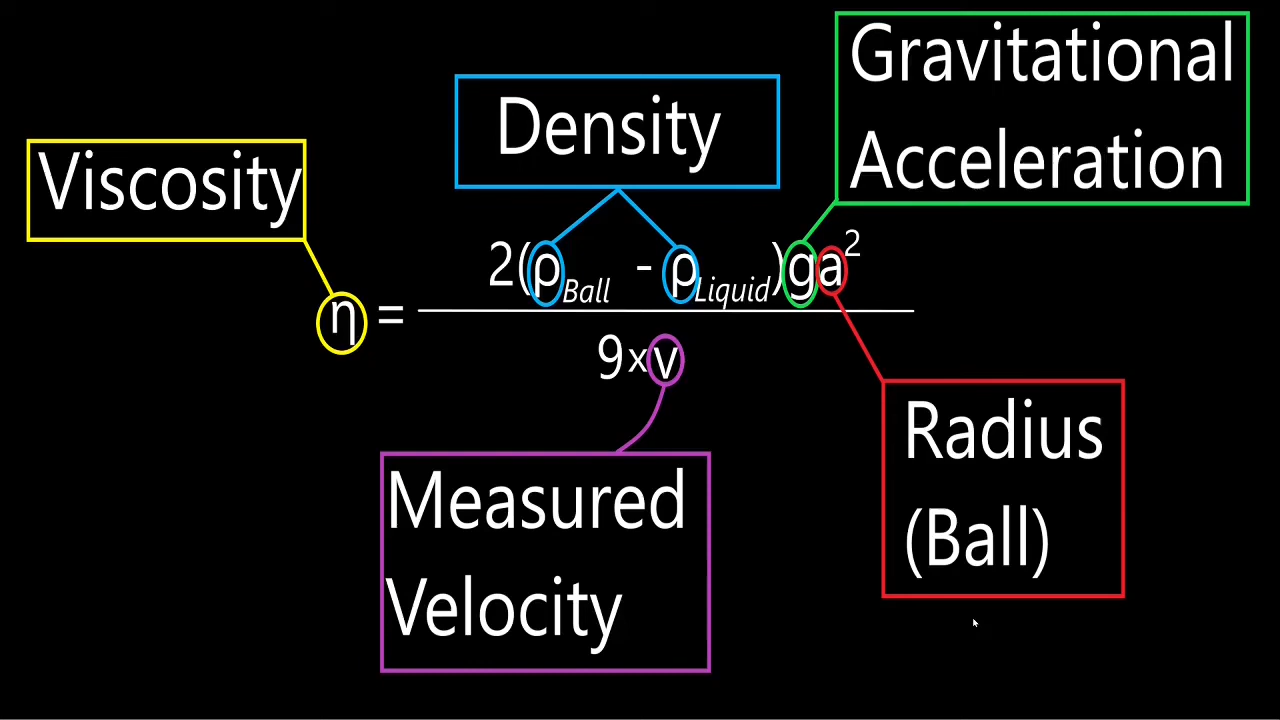 Gravitational
Acceleration
Density
Viscosity
2(ρBall - ρLiquid)ga²
η =
9×v
Measured
Velocity
Radius
(Ball)